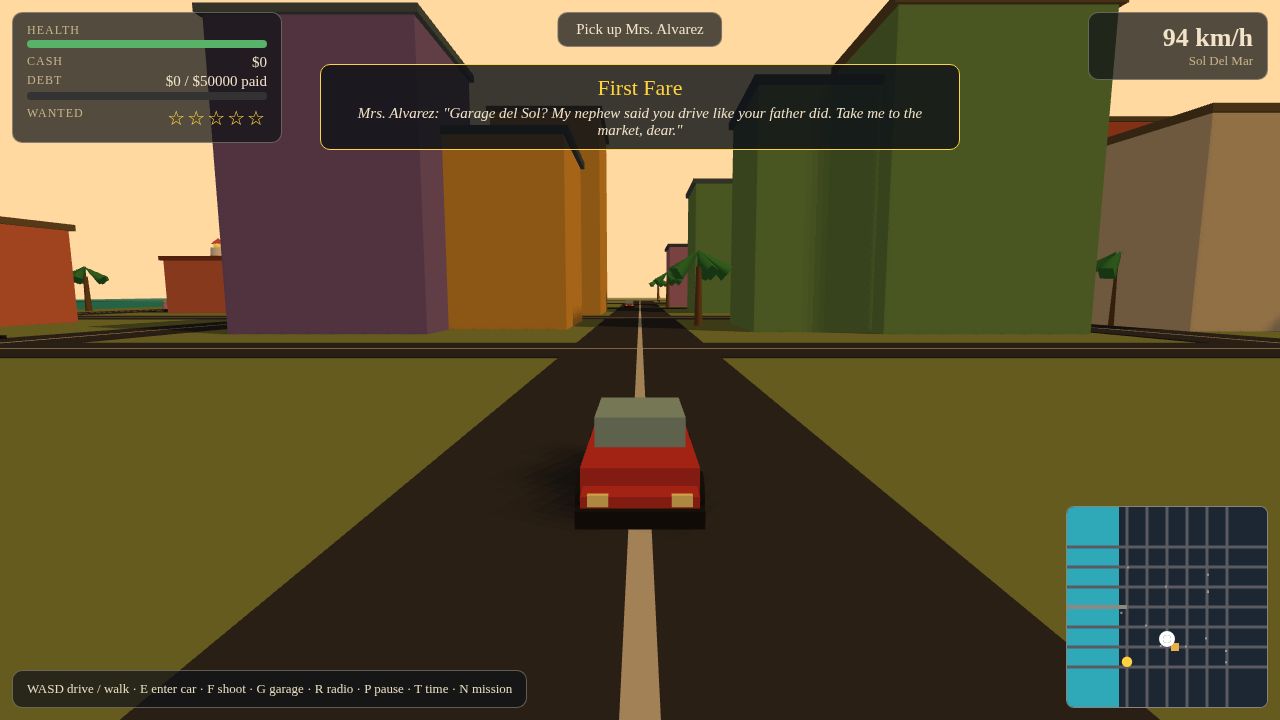 HEALTH
CASH $0
DEBT $0 / $50000 paid
WANTED ☆☆☆☆☆
Pick up Mrs. Alvarez
First Fare
Mrs. Alvarez: "Garage del Sol? My nephew said you drive like your father did. Take me to the
market, dear."
94 km/h
Sol Del Mar
WASD drive / walk · E enter car · F shoot · G garage · R radio · P pause · T time · N mission